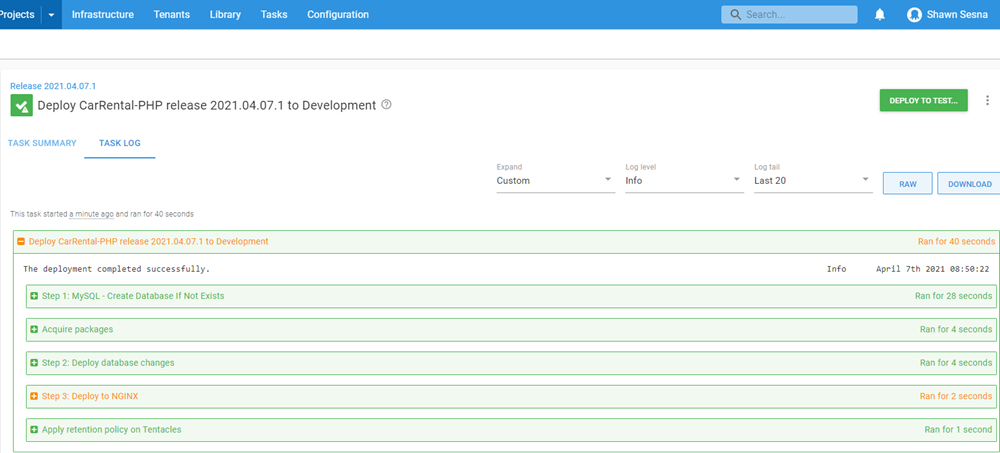 Projects Infrastructure Tenants Library Tasks Configuration Search... Shawn Sesna
Release 2021.04.07.1
Deploy CarRental-PHP release 2021.04.07.1 to Development
DEPLOY TO TEST...
TASK SUMMARY TASK LOG
Expand Log level Log tail
Custom Info Last 20 RAW DOWNLOAD
This task started a minute ago and ran for 40 seconds
Deploy CarRental-PHP release 2021.04.07.1 to Development Ran for 40 seconds
The deployment completed successfully. Info April 7th 2021 08:50:22
Step 1: MySQL - Create Database If Not Exists Ran for 28 seconds
Acquire packages Ran for 4 seconds
Step 2: Deploy database changes Ran for 4 seconds
Step 3: Deploy to NGINX Ran for 2 seconds
Apply retention policy on Tentacles Ran for 1 second